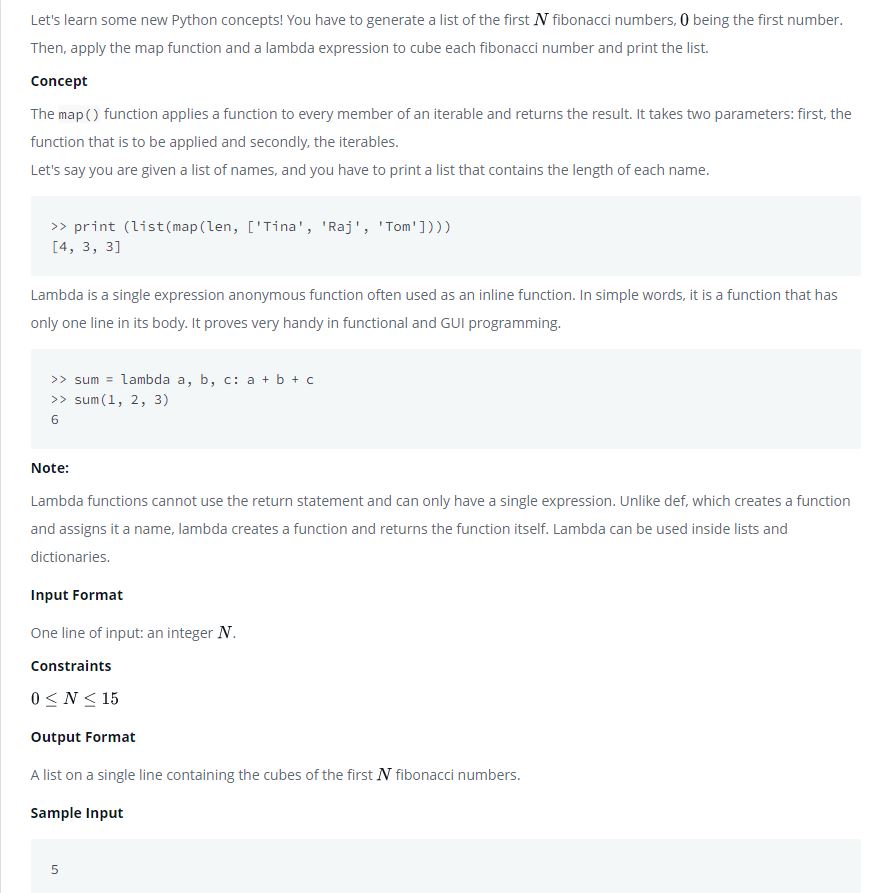 Let's learn some new Python concepts! You have to generate a list of the first N fibonacci numbers, 0 being the first number.
Then, apply the map function and a lambda expression to cube each fibonacci number and print the list.
Concept
The map() function applies a function to every member of an iterable and returns the result. It takes two parameters: first, the
function that is to be applied and secondly, the iterables.
Let's say you are given a list of names, and you have to print a list that contains the length of each name.
>> print (list(map(len, ['Tina', 'Raj', 'Tom'])))
[4, 3, 3]
Lambda is a single expression anonymous function often used as an inline function. In simple words, it is a function that has
only one line in its body. It proves very handy in functional and GUI programming.
>> sum = lambda a, b, c: a + b + c
>> sum(1, 2, 3)
6
Note:
Lambda functions cannot use the return statement and can only have a single expression. Unlike def, which creates a function
and assigns it a name, lambda creates a function and returns the function itself. Lambda can be used inside lists and
dictionaries.
Input Format
One line of input: an integer N.
Constraints
0 ≤ N ≤ 15
Output Format
A list on a single line containing the cubes of the first N fibonacci numbers.
Sample Input
5